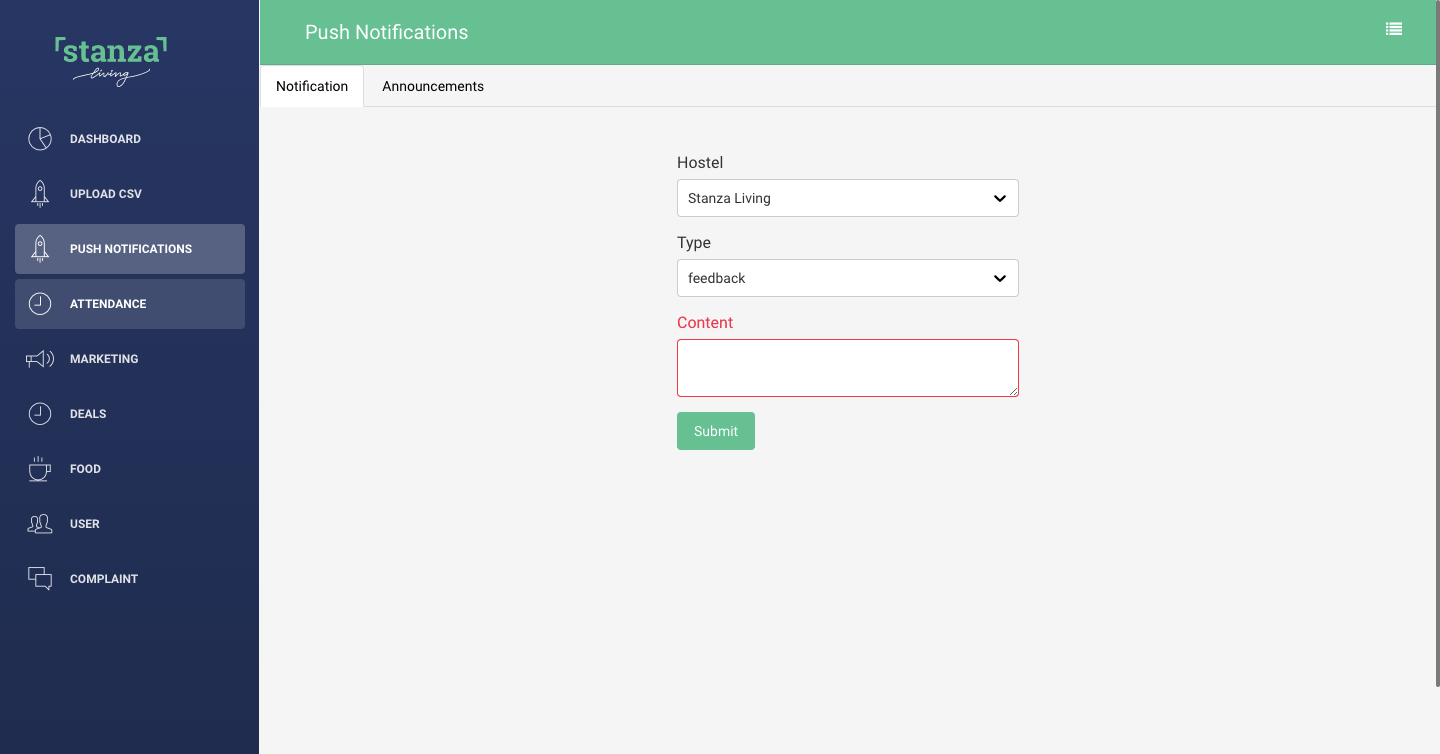 stanza
living
DASHBOARD
UPLOAD CSV
PUSH NOTIFICATIONS
ATTENDANCE
MARKETING
DEALS
FOOD
USER
COMPLAINT
Push Notifications
Notification
Announcements
Hostel
Stanza Living
Type
feedback
Content
Submit